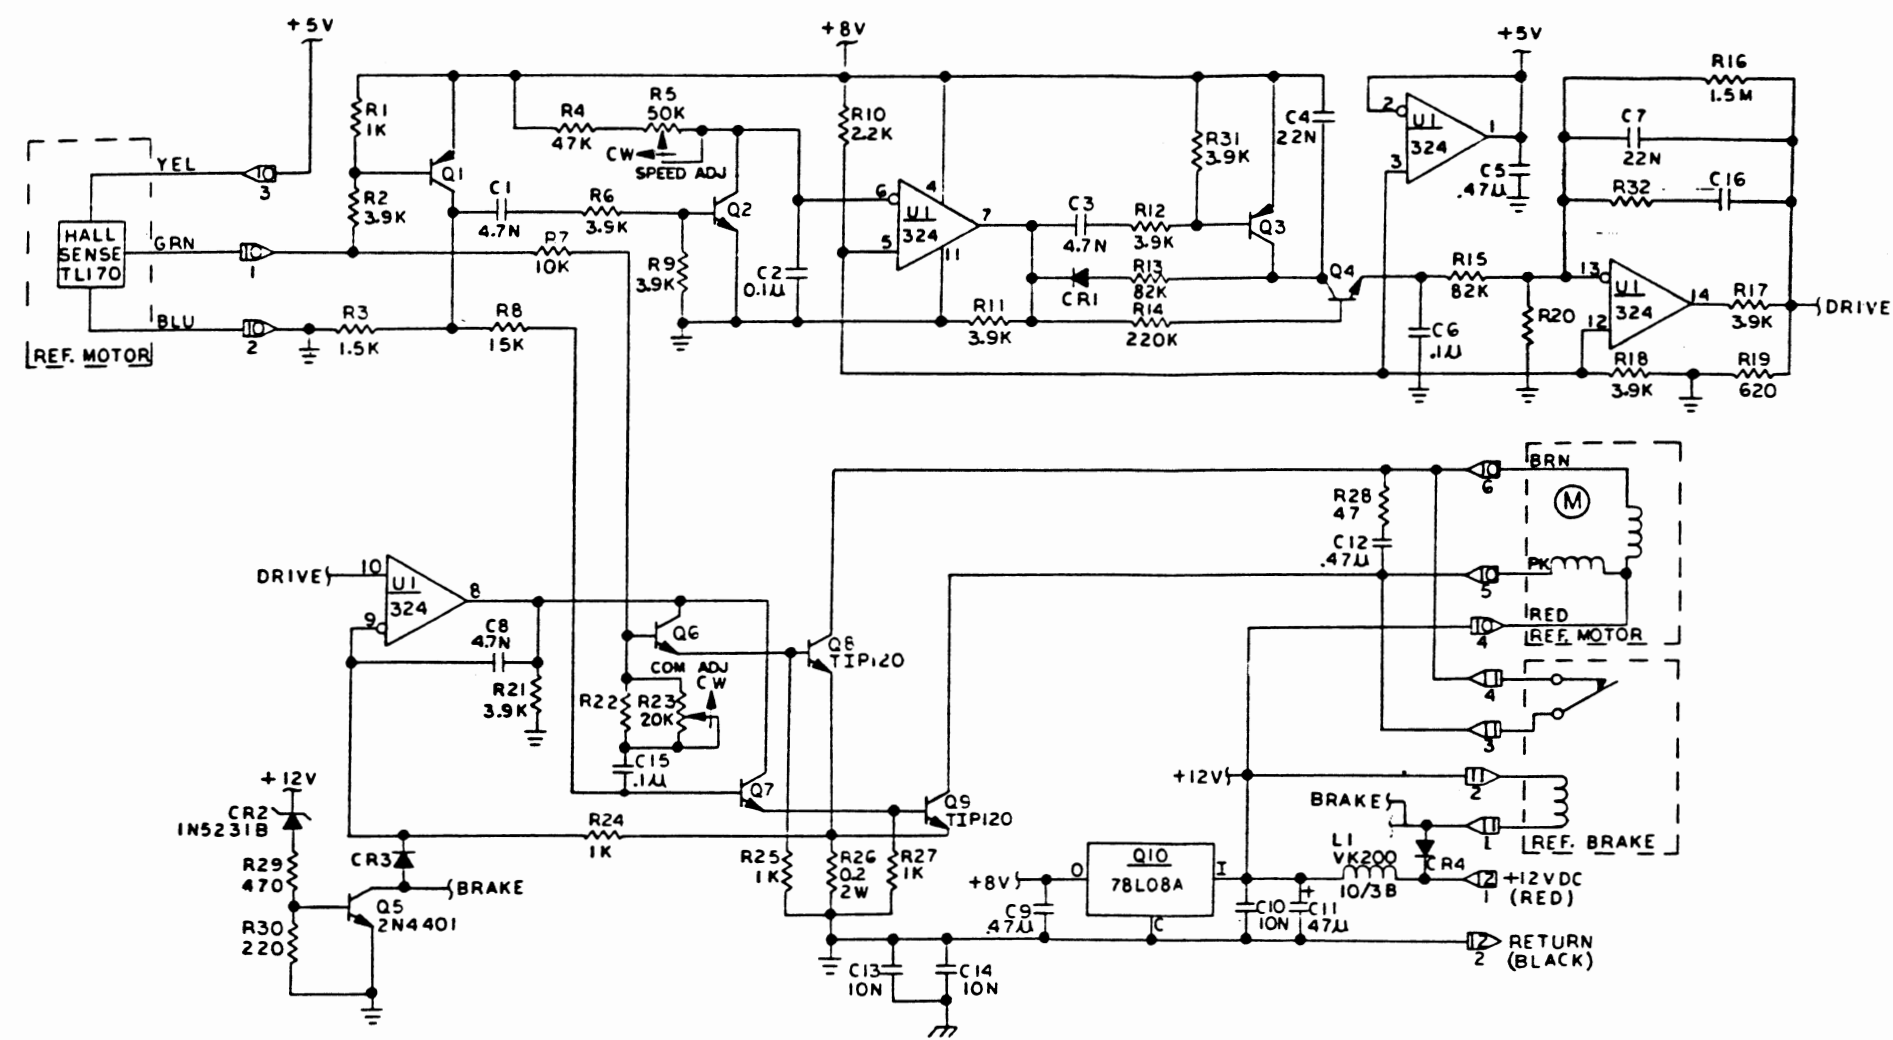 +5V
+8V
+5V
R16
1.5M
R1
1K
R4
47K
R5
50K
CW
SPEED ADJ
R10
2.2K
R31
3.9K
C4
22N
2
U1
324
1
3
C5
.47µ
C7
22N
R32
C16
YEL
3
Q1
R2
3.9K
C1
4.7N
R6
3.9K
Q2
6
4
U1
324
7
5
11
C3
4.7N
R12
3.9K
Q3
HALL
SENSE
TL170
GRN
1
R7
10K
R9
3.9K
C2
0.1µ
CR1
R13
82K
Q4
R15
82K
13
U1
324
14
12
R17
3.9K
DRIVE
BLU
2
R3
1.5K
R8
15K
R11
3.9K
R14
220K
C6
.1µ
R20
R18
3.9K
R19
620
REF. MOTOR
BRN
6
M
R28
47
C12
.47µ
PK
5
RED
4
REF. MOTOR
DRIVE
10
U1
324
8
9
C8
4.7N
R21
3.9K
Q6
COM ADJ
CW
R22
R23
20K
C15
.1µ
Q8
TIP120
Q7
Q9
TIP120
4
3
+12V
2
BRAKE
1
REF. BRAKE
+12V
CR2
1N5231B
R29
470
CR3
BRAKE
Q5
2N4401
R30
220
R24
1K
R25
1K
R26
0.2
2W
R27
1K
+8V
O
Q10
78L08A
I
C
L1
VK200
10/3B
CR4
2
1
+12VDC
(RED)
C9
.47µ
C10
10N
+
C11
47µ
2
2
RETURN
(BLACK)
C13
10N
C14
10N